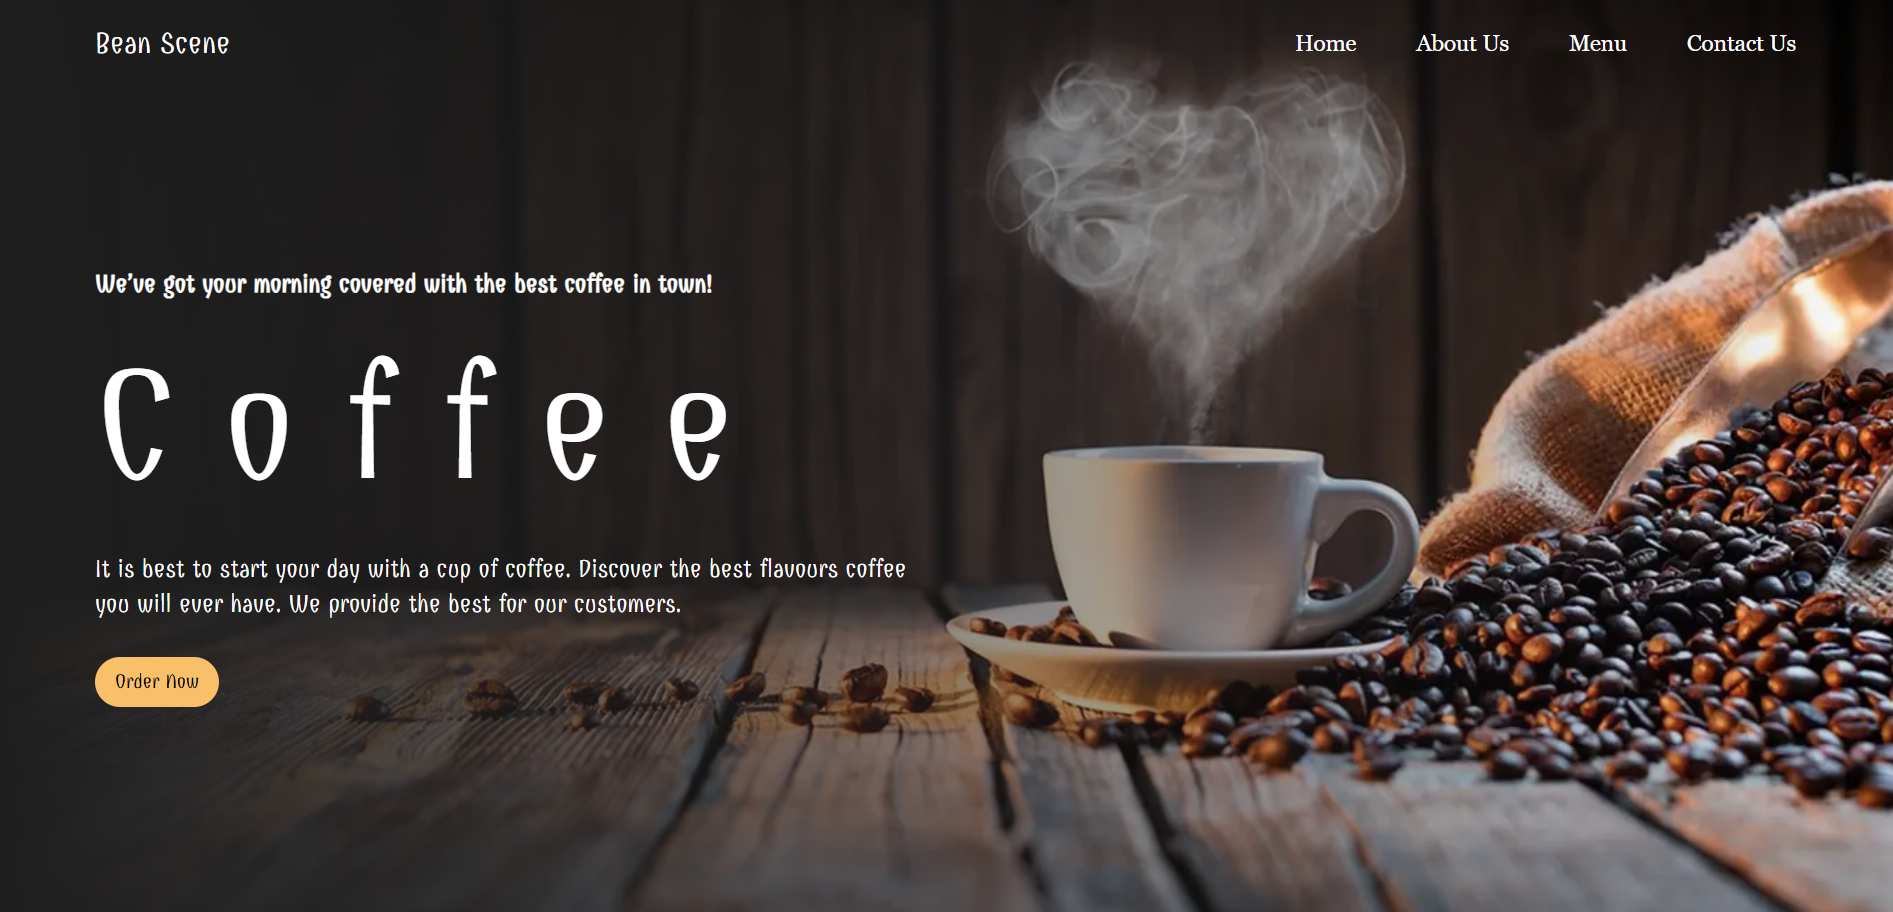 Bean Scene
Home About Us Menu Contact Us
We've got your morning covered with the best coffee in town!
Coffee
It is best to start your day with a cup of coffee. Discover the best flavours coffee
you will ever have. We provide the best for our customers.
Order Now